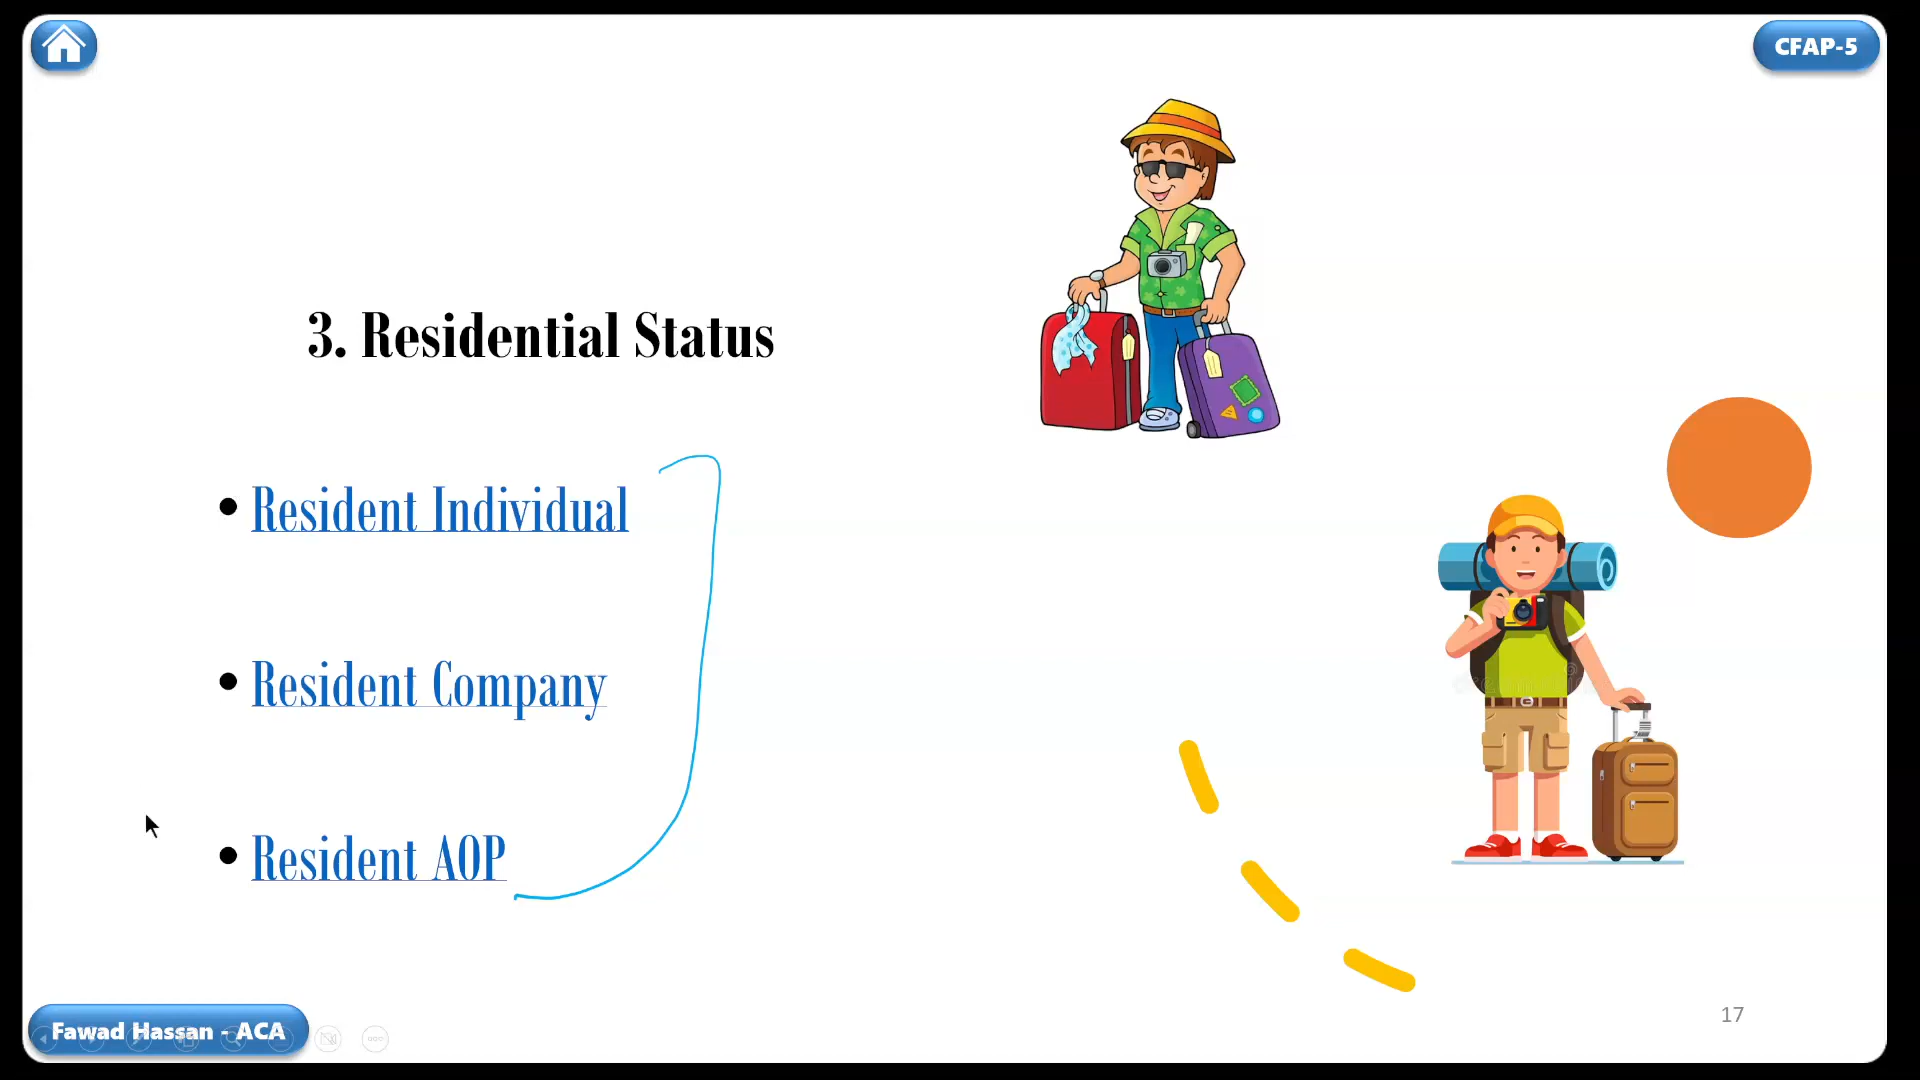 CFAP-5
3. Residential Status
• Resident Individual
• Resident Company
• Resident AOP
17
Fawad Hassan - ACA